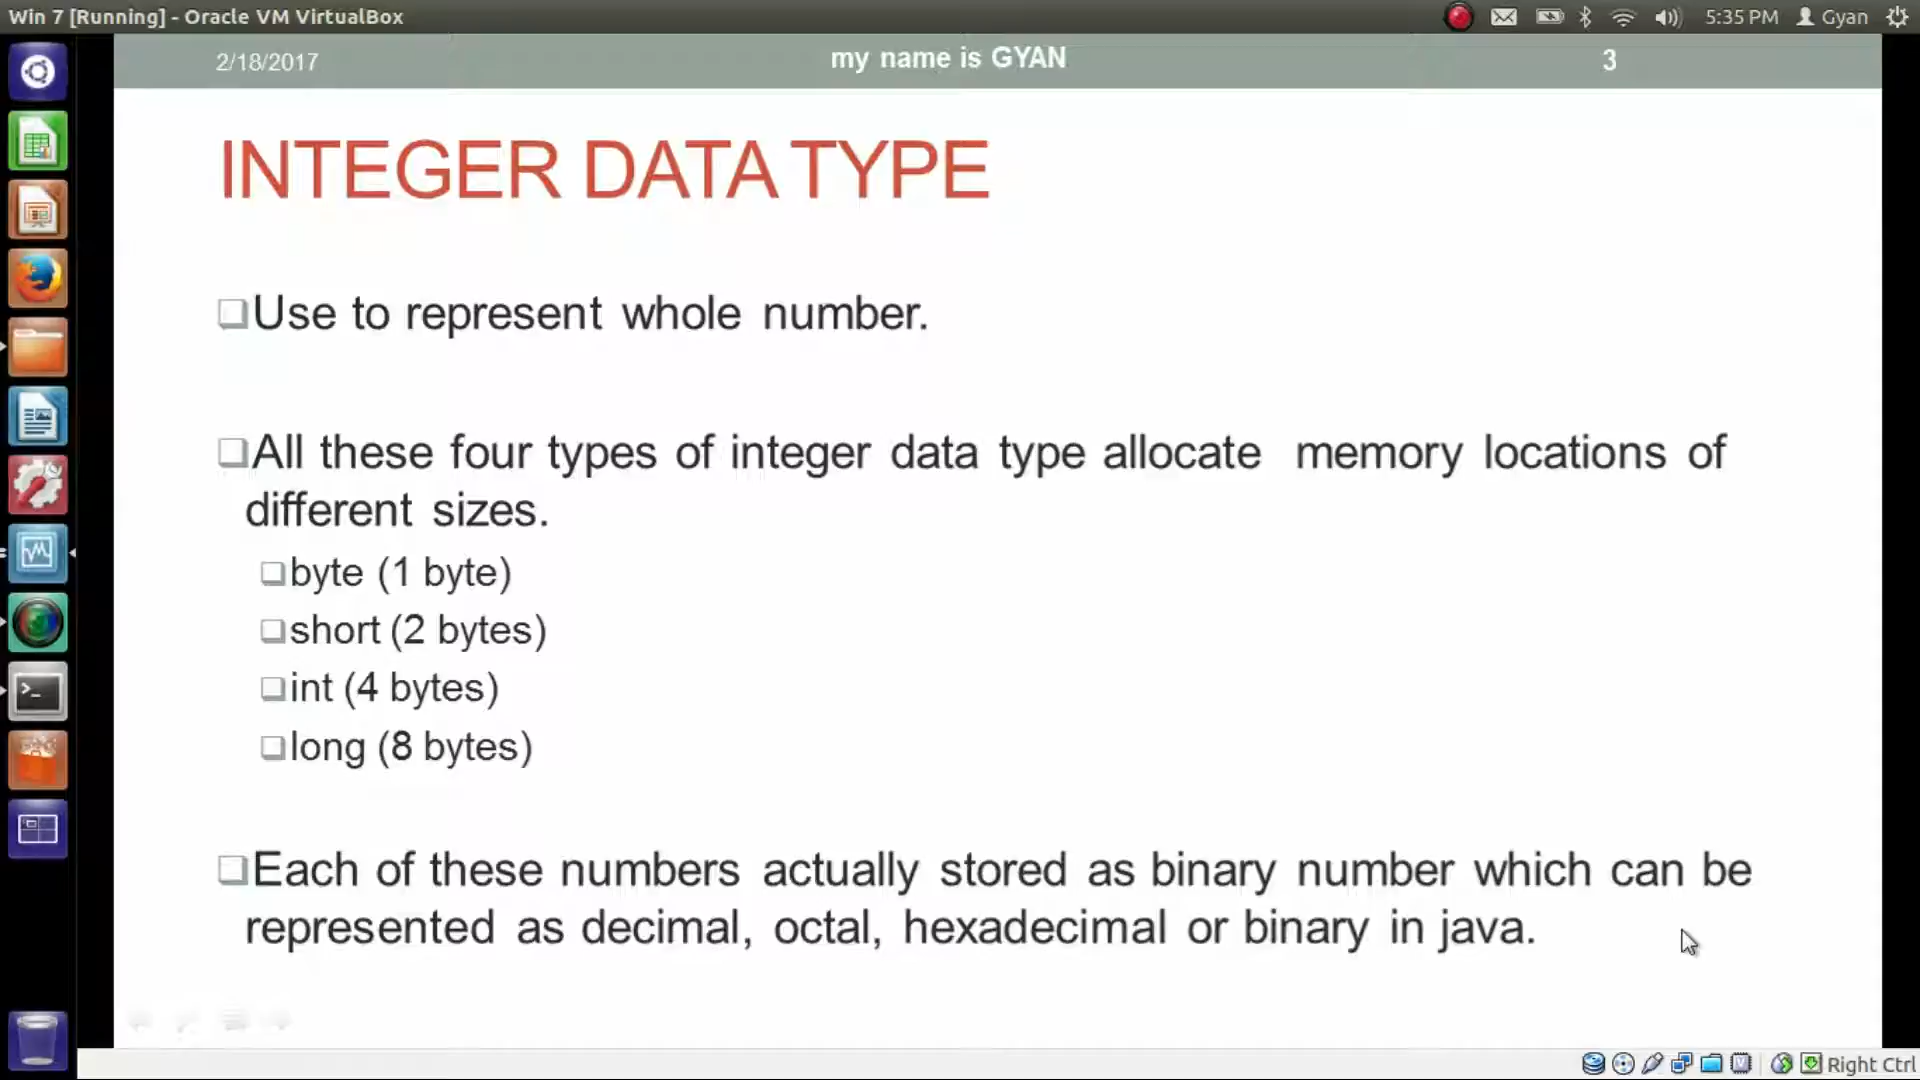 Win 7 [Running] - Oracle VM VirtualBox
5:35 PM Gyan
2/18/2017 my name is GYAN 3
INTEGER DATA TYPE
Use to represent whole number.
All these four types of integer data type allocate memory locations of
different sizes.
byte (1 byte)
short (2 bytes)
int (4 bytes)
long (8 bytes)
Each of these numbers actually stored as binary number which can be
represented as decimal, octal, hexadecimal or binary in java.
Right Ctrl